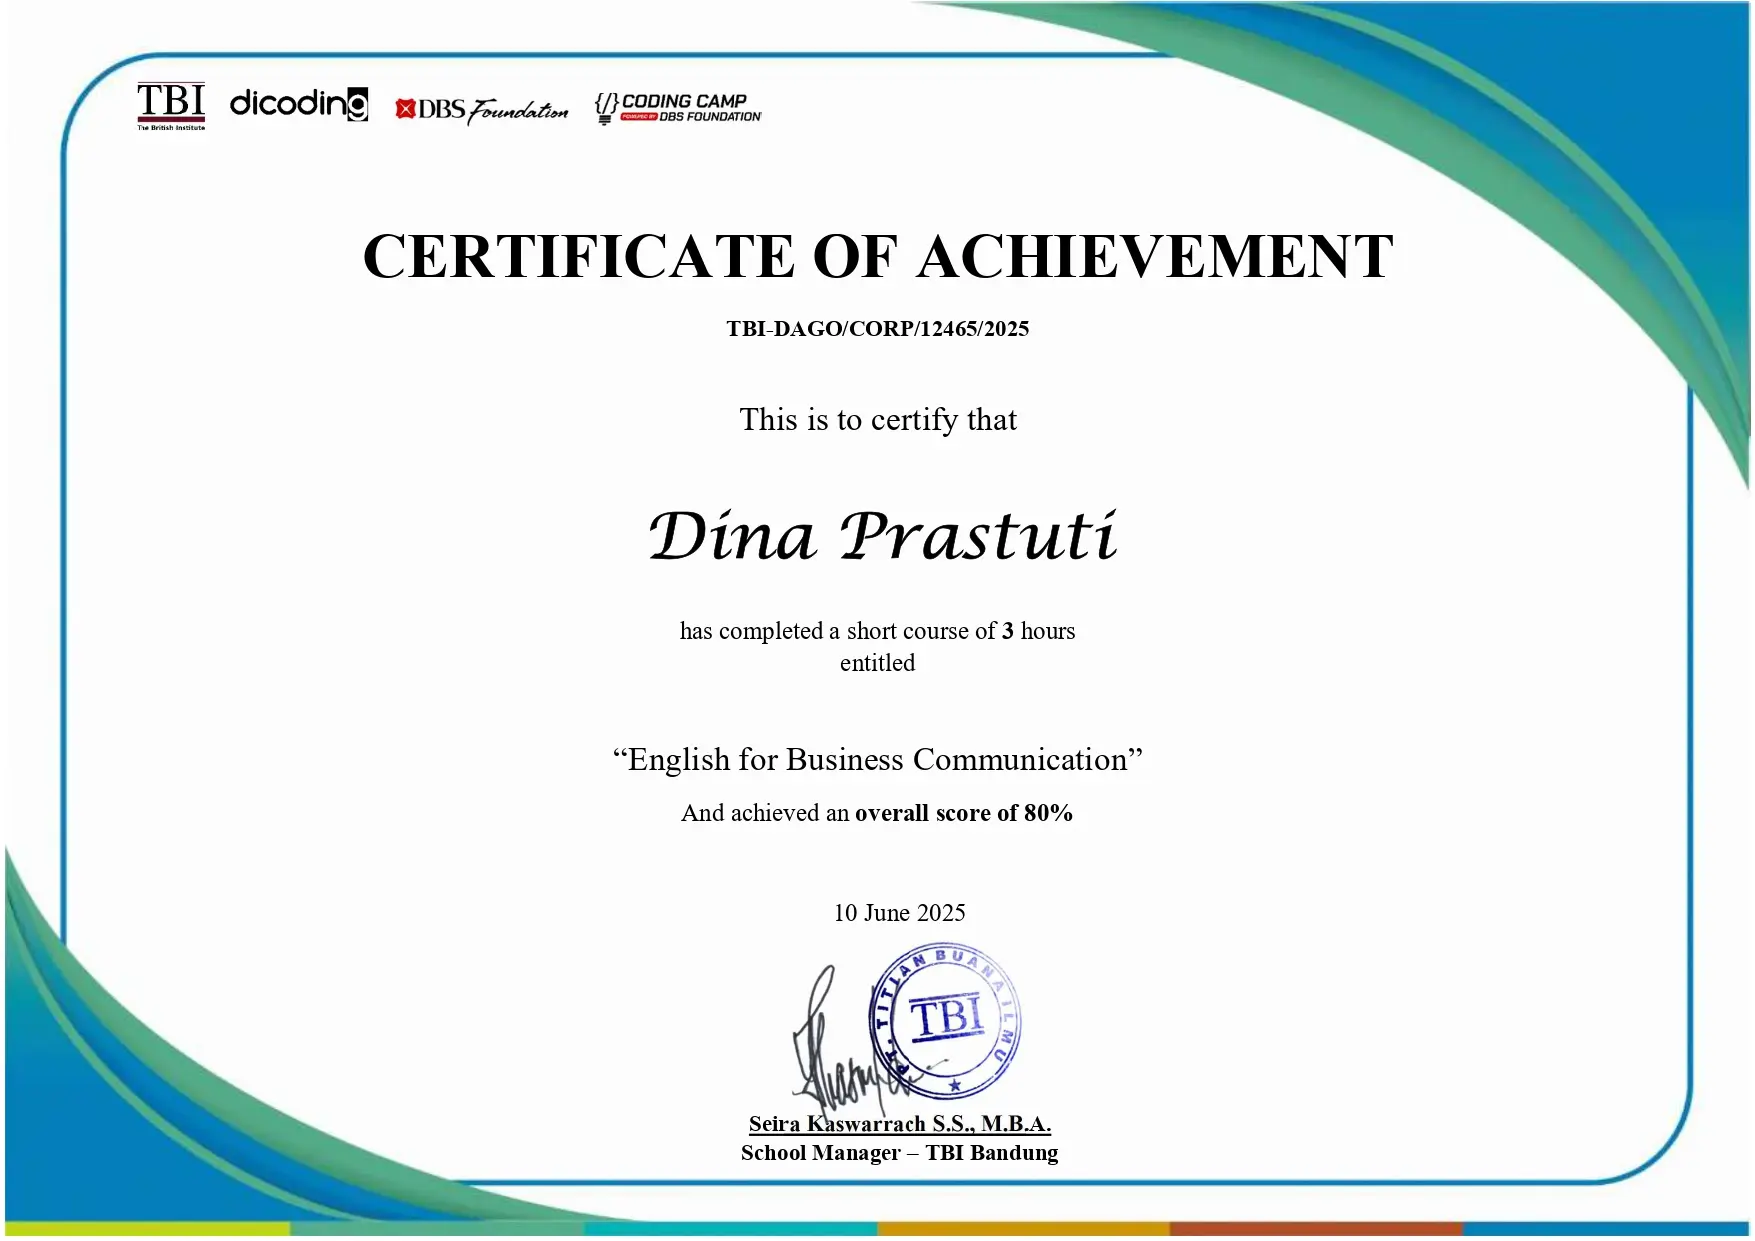 TBI
The British Institute
dicoding
DBS Foundation
CODING CAMP
POWERED BY DBS FOUNDATION
CERTIFICATE OF ACHIEVEMENT
TBI-DAGO/CORP/12465/2025
This is to certify that
Dina Prastuti
has completed a short course of 3 hours
entitled
“English for Business Communication”
And achieved an overall score of 80%
10 June 2025
PT. TITIAN BUANA ILMU
TBI
Seira Kaswarrach S.S., M.B.A.
School Manager – TBI Bandung